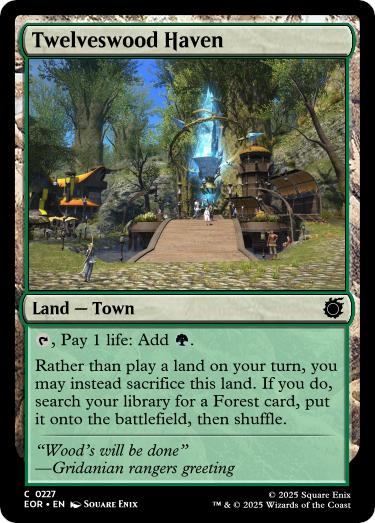 Twelveswood Haven
Land — Town
, Pay 1 life: Add .
Rather than play a land on your turn, you
may instead sacrifice this land. If you do,
search your library for a Forest card, put
it onto the battlefield, then shuffle.
“Wood’s will be done”
—Gridanian rangers greeting
C 0227
EOR • EN Square Enix
© 2025 Square Enix
™ & © 2025 Wizards of the Coast